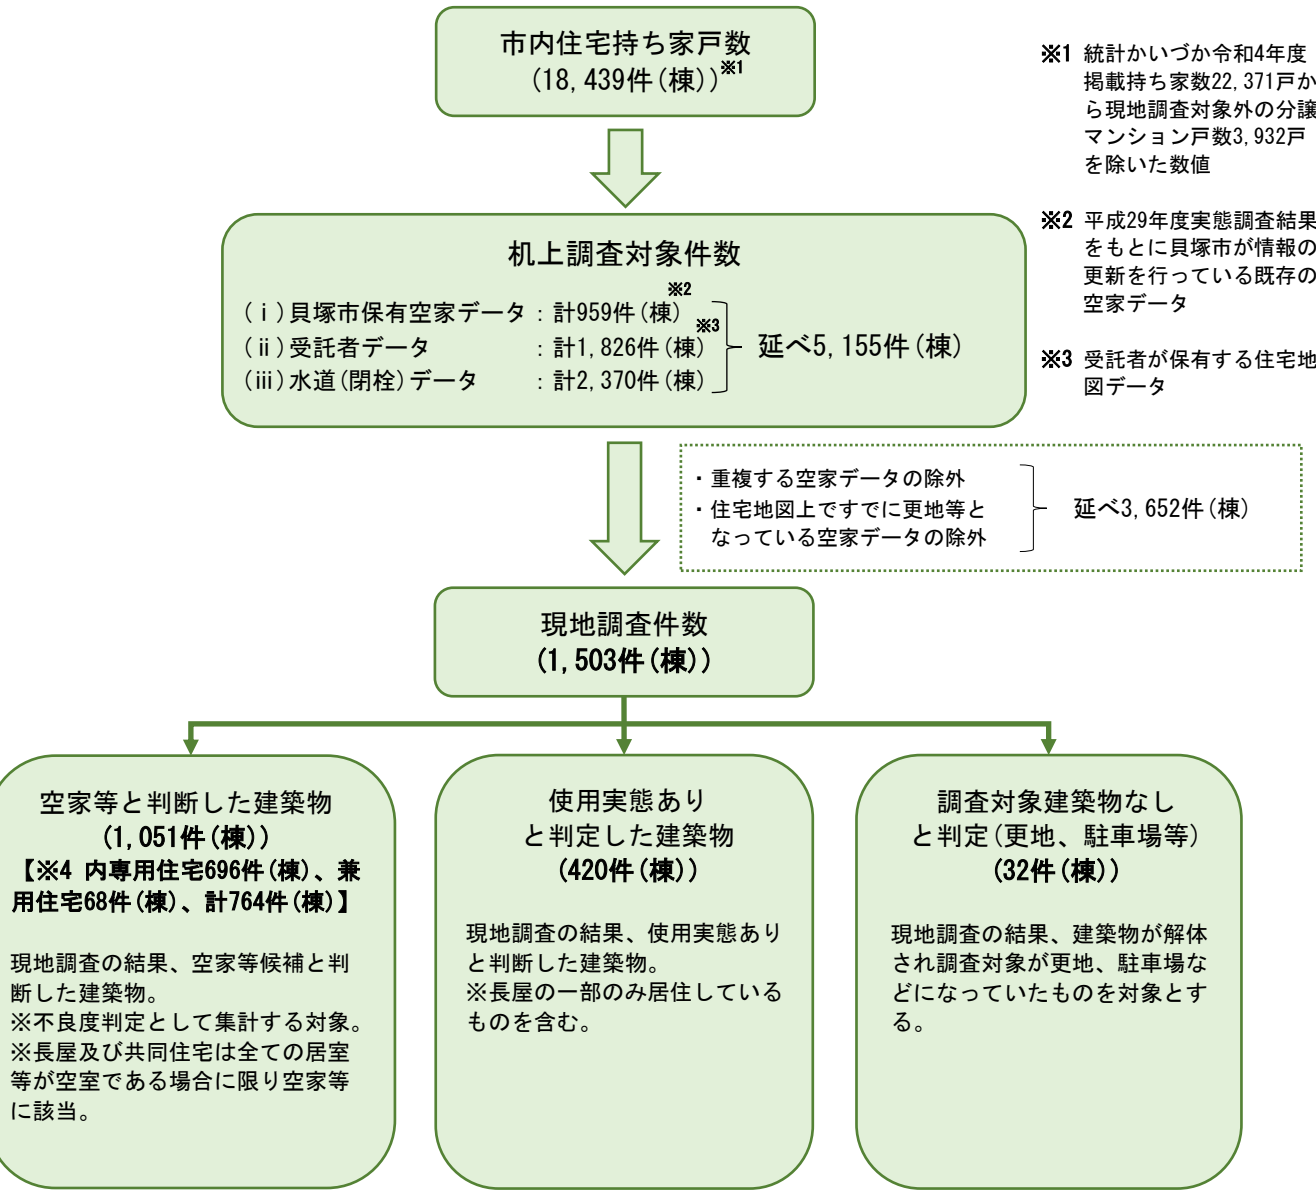 市内住宅持ち家戸数
(18,439件(棟))※1
※1 統計かいづか令和4年度
掲載持ち家数22,371戸か
ら現地調査対象外の分譲
マンション戸数3,932戸
を除いた数値
※2 平成29年度実態調査結果
をもとに貝塚市が情報の
更新を行っている既存の
空家データ
※3 受託者が保有する住宅地
図データ
机上調査対象件数
(ⅰ)貝塚市保有空家データ：計959件(棟)※2
(ⅱ)受託者データ：計1,826件(棟)※3
(ⅲ)水道(閉栓)データ：計2,370件(棟)
延べ5,155件(棟)
・重複する空家データの除外
・住宅地図上ですでに更地等と
なっている空家データの除外
延べ3,652件(棟)
現地調査件数
(1,503件(棟))
空家等と判断した建築物
(1,051件(棟))
【※4 内専用住宅696件(棟)、兼
用住宅68件(棟)、計764件(棟)】
現地調査の結果、空家等候補と判
断した建築物。
※不良度判定として集計する対象。
※長屋及び共同住宅は全ての居室
等が空室である場合に限り空家等
に該当。
使用実態あり
と判定した建築物
(420件(棟))
現地調査の結果、使用実態あり
と判断した建築物。
※長屋の一部のみ居住している
ものを含む。
調査対象建築物なし
と判定(更地、駐車場等)
(32件(棟))
現地調査の結果、建築物が解体
され調査対象が更地、駐車場な
どになっていたものを対象とす
る。